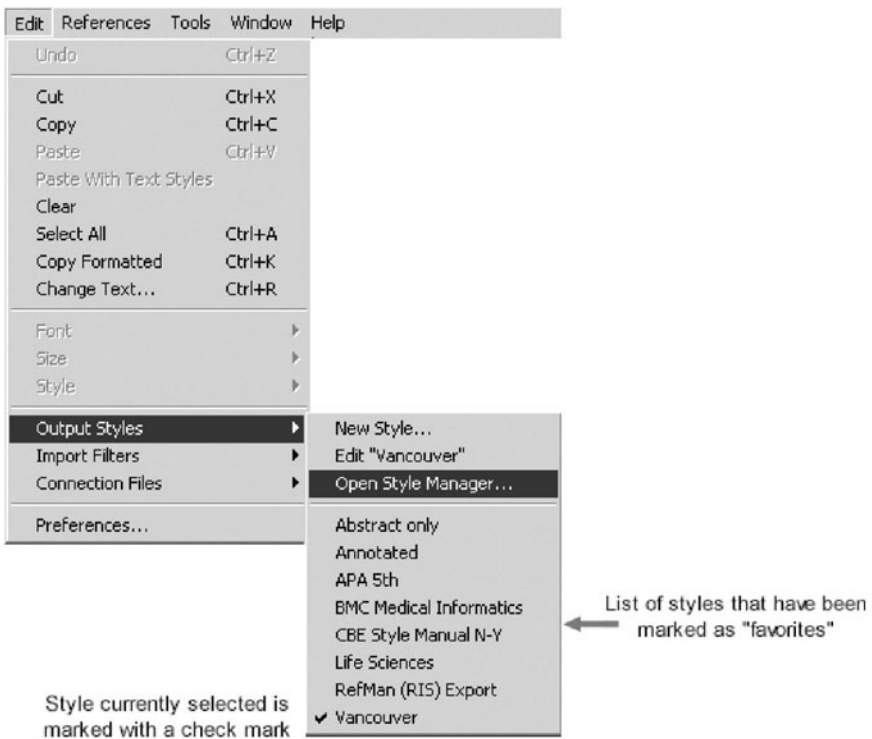 Edit References Tools Window Help
Undo Ctrl+Z
Cut Ctrl+X
Copy Ctrl+C
Paste Ctrl+V
Paste With Text Styles
Clear
Select All Ctrl+A
Copy Formatted Ctrl+K
Change Text... Ctrl+R
Font
Size
Style
Output Styles
Import Filters
Connection Files
Preferences...
New Style...
Edit "Vancouver"
Open Style Manager...
Abstract only
Annotated
APA 5th
BMC Medical Informatics
CBE Style Manual N-Y
Life Sciences
RefMan (RIS) Export
✓ Vancouver
List of styles that have been
marked as "favorites"
Style currently selected is
marked with a check mark